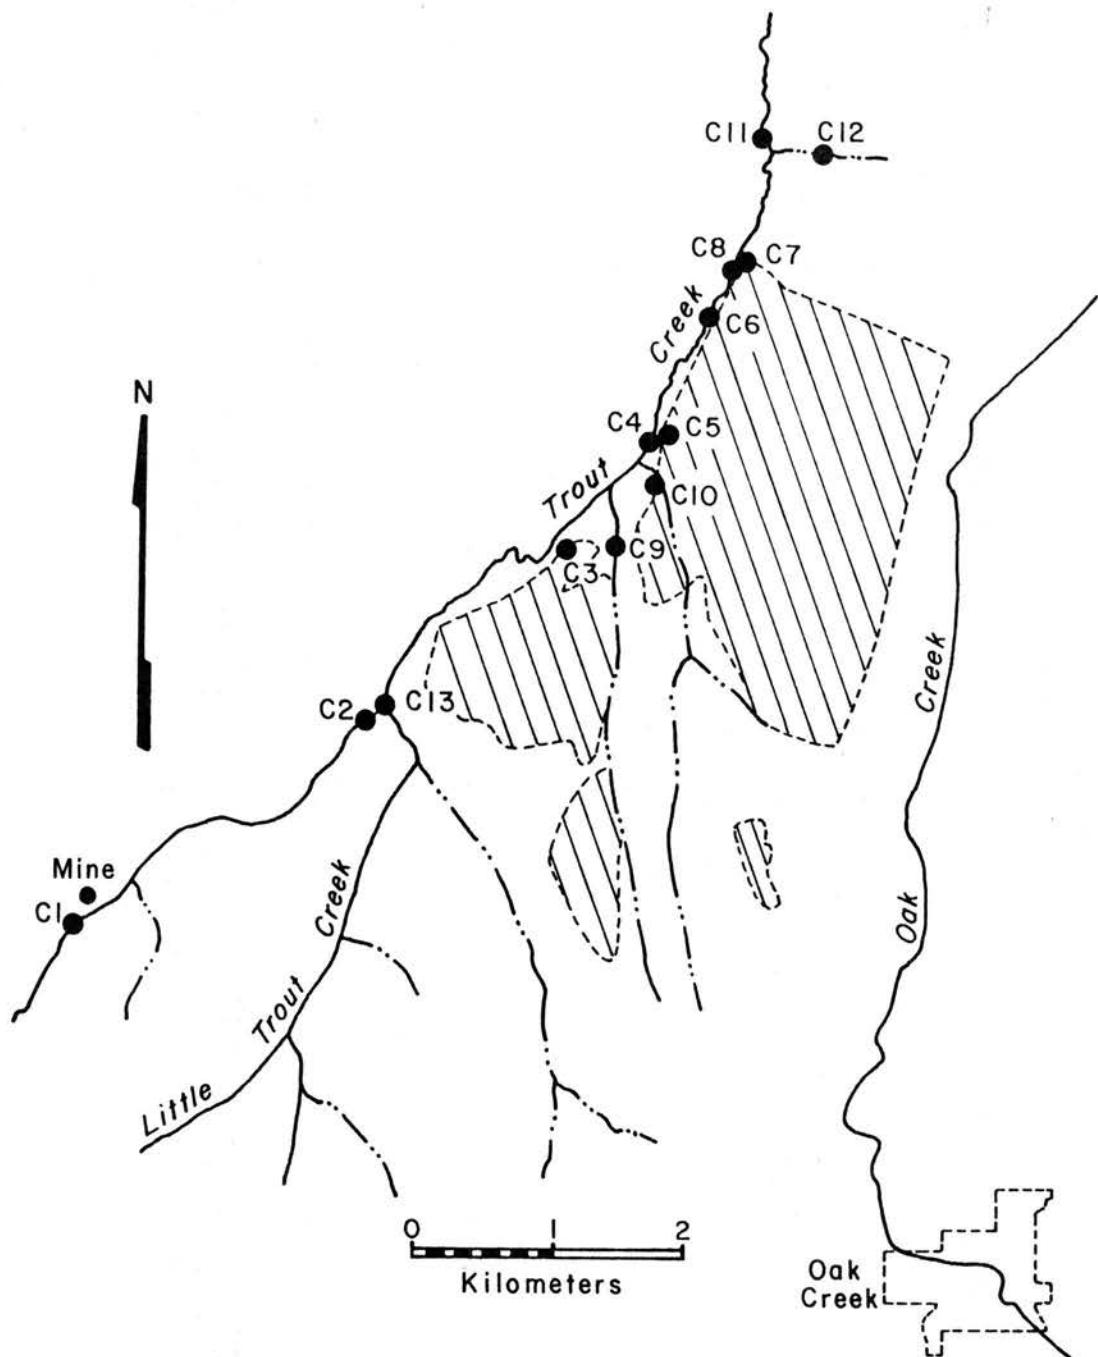 C11
C12
C8
C7
Creek
C6
N
C4
C5
Trout
C10
C9
C3
Creek
C13
C2
Mine
C1
Creek
Oak
Trout
Little
0 1 2
Kilometers
Oak
Creek